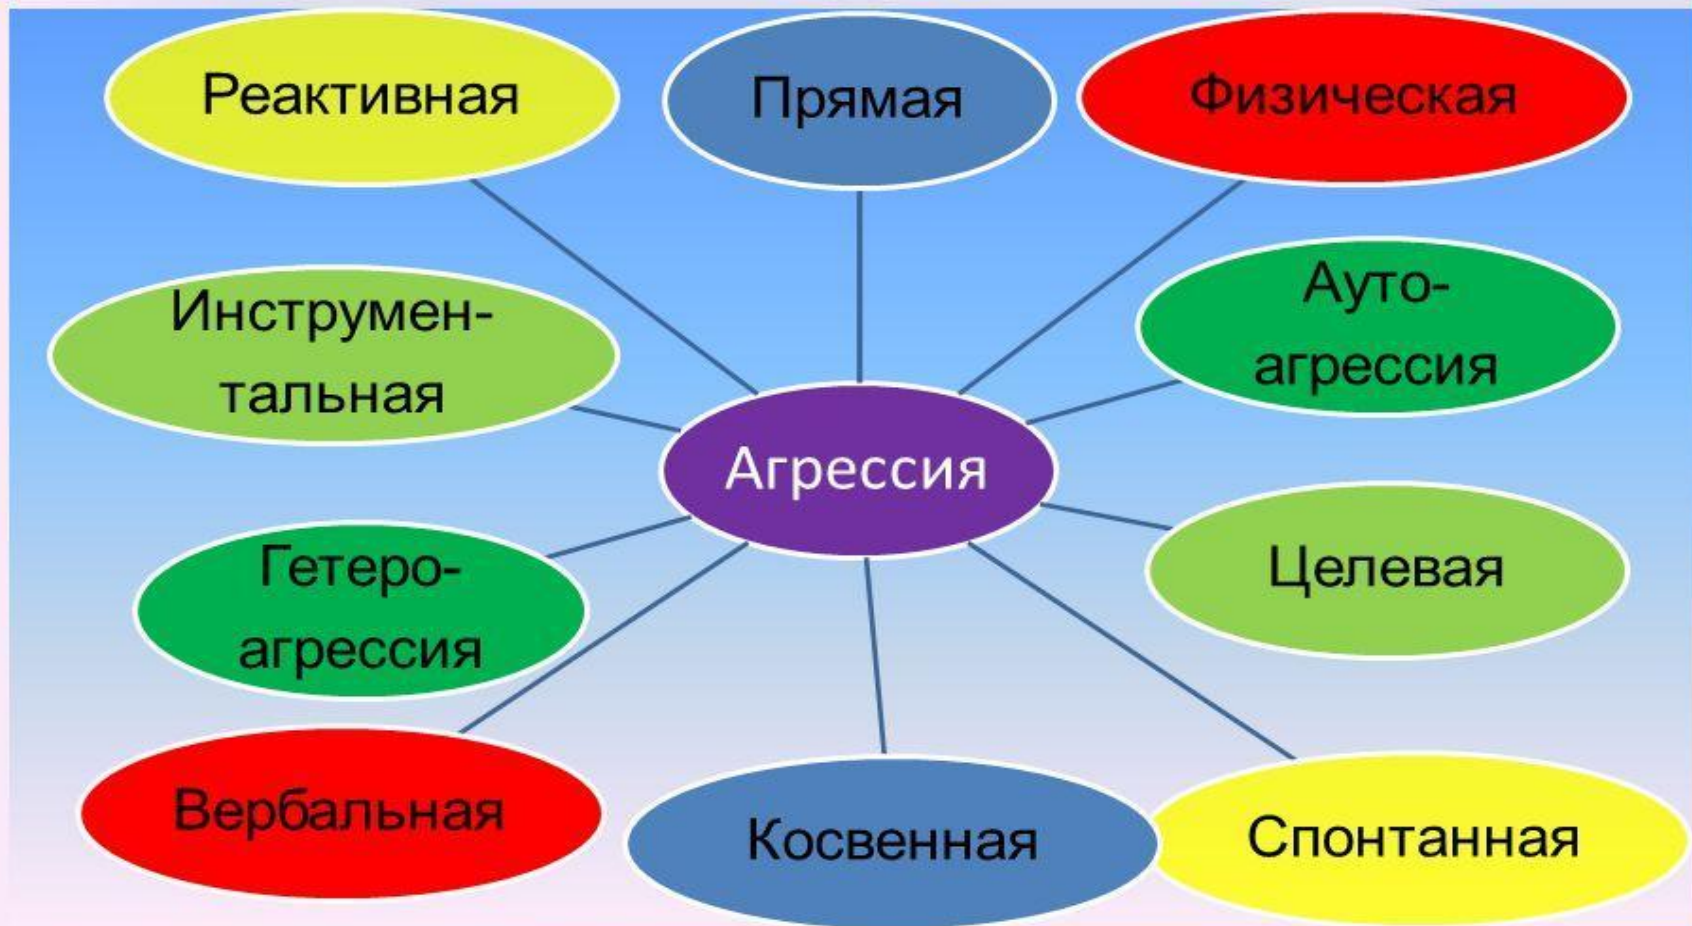 Реактивная
Прямая
Физическая
Инструмен-
тальная
Ауто-
агрессия
Агрессия
Гетеро-
агрессия
Целевая
Вербальная
Косвенная
Спонтанная